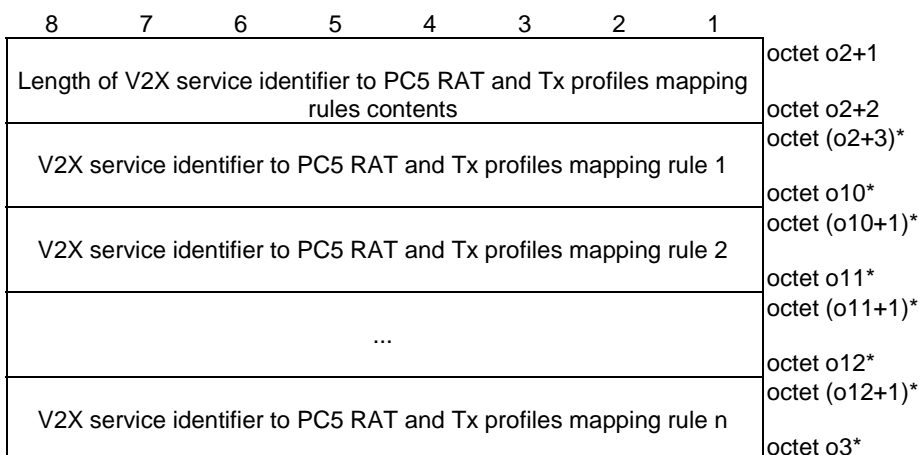 8 7 6 5 4 3 2 1
octet o2+1
Length of V2X service identifier to PC5 RAT and Tx profiles mapping
rules contents
octet o2+2
octet (o2+3)*
V2X service identifier to PC5 RAT and Tx profiles mapping rule 1
octet o10*
octet (o10+1)*
V2X service identifier to PC5 RAT and Tx profiles mapping rule 2
octet o11*
octet (o11+1)*
...
octet o12*
octet (o12+1)*
V2X service identifier to PC5 RAT and Tx profiles mapping rule n
octet o3*